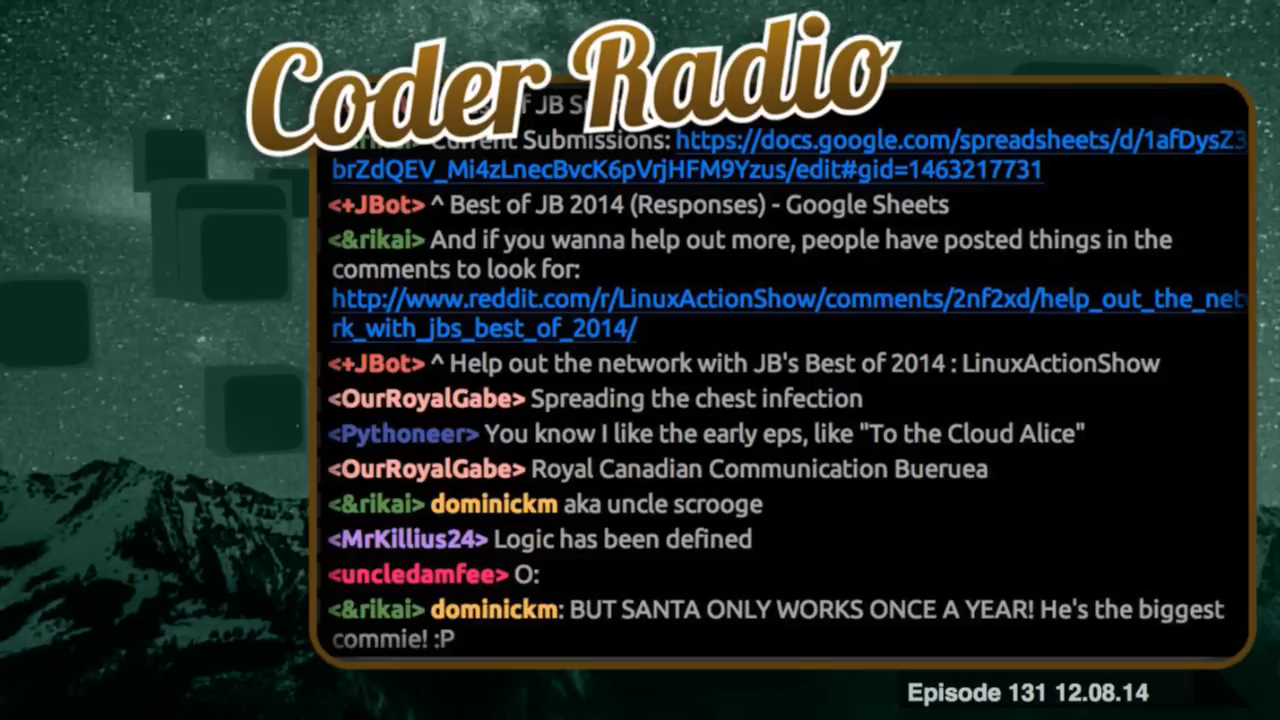 Coder Radio
of JB
Current Submissions: https://docs.google.com/spreadsheets/d/1afDysZ3
brZdQEV_Mi4zLnecBvcK6pVrjHFM9Yzus/edit#gid=1463217731
<+JBot> ^ Best of JB 2014 (Responses) - Google Sheets
<&rikai> And if you wanna help out more, people have posted things in the
comments to look for:
http://www.reddit.com/r/LinuxActionShow/comments/2nf2xd/help_out_the_net
rk_with_jbs_best_of_2014/
<+JBot> ^ Help out the network with JB's Best of 2014 : LinuxActionShow
<OurRoyalGabe> Spreading the chest infection
<Pythoneer> You know I like the early eps, like "To the Cloud Alice"
<OurRoyalGabe> Royal Canadian Communication Bueruea
<&rikai> dominickm aka uncle scrooge
<MrKillius24> Logic has been defined
<uncledamfee> O:
<&rikai> dominickm: BUT SANTA ONLY WORKS ONCE A YEAR! He's the biggest
commie! :P
Episode 131 12.08.14